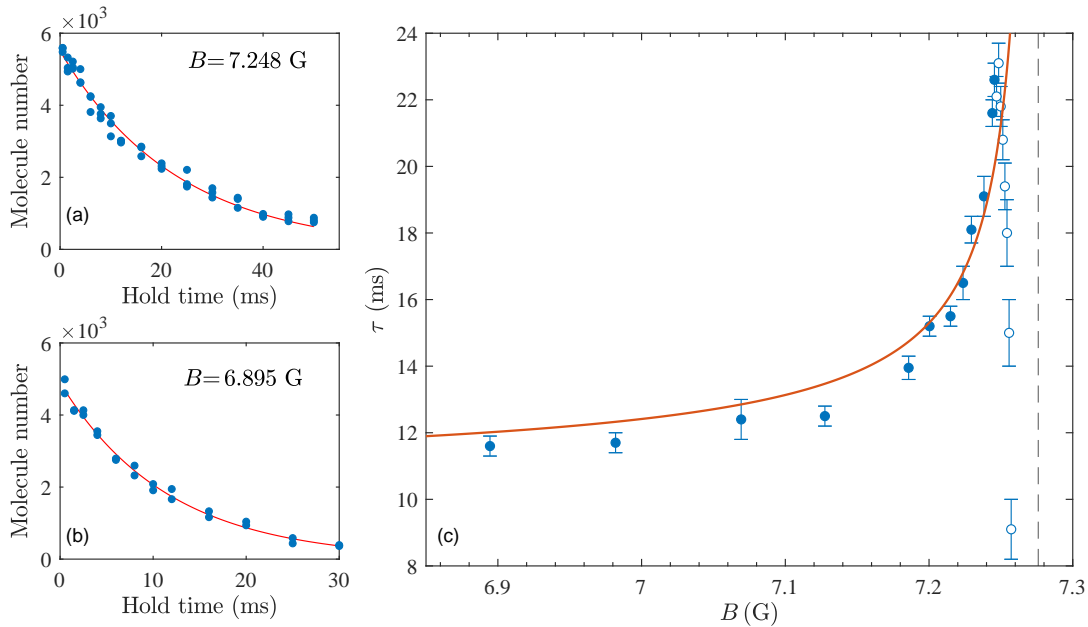 ×10³
6
4
2
0
Molecule number
B= 7.248 G
(a)
0 20 40
Hold time (ms)
×10³
6
4
2
0
Molecule number
B= 6.895 G
(b)
0 10 20 30
Hold time (ms)
24
22
20
18
16
14
12
10
8
τ (ms)
(c)
6.9 7 7.1 7.2 7.3
B (G)